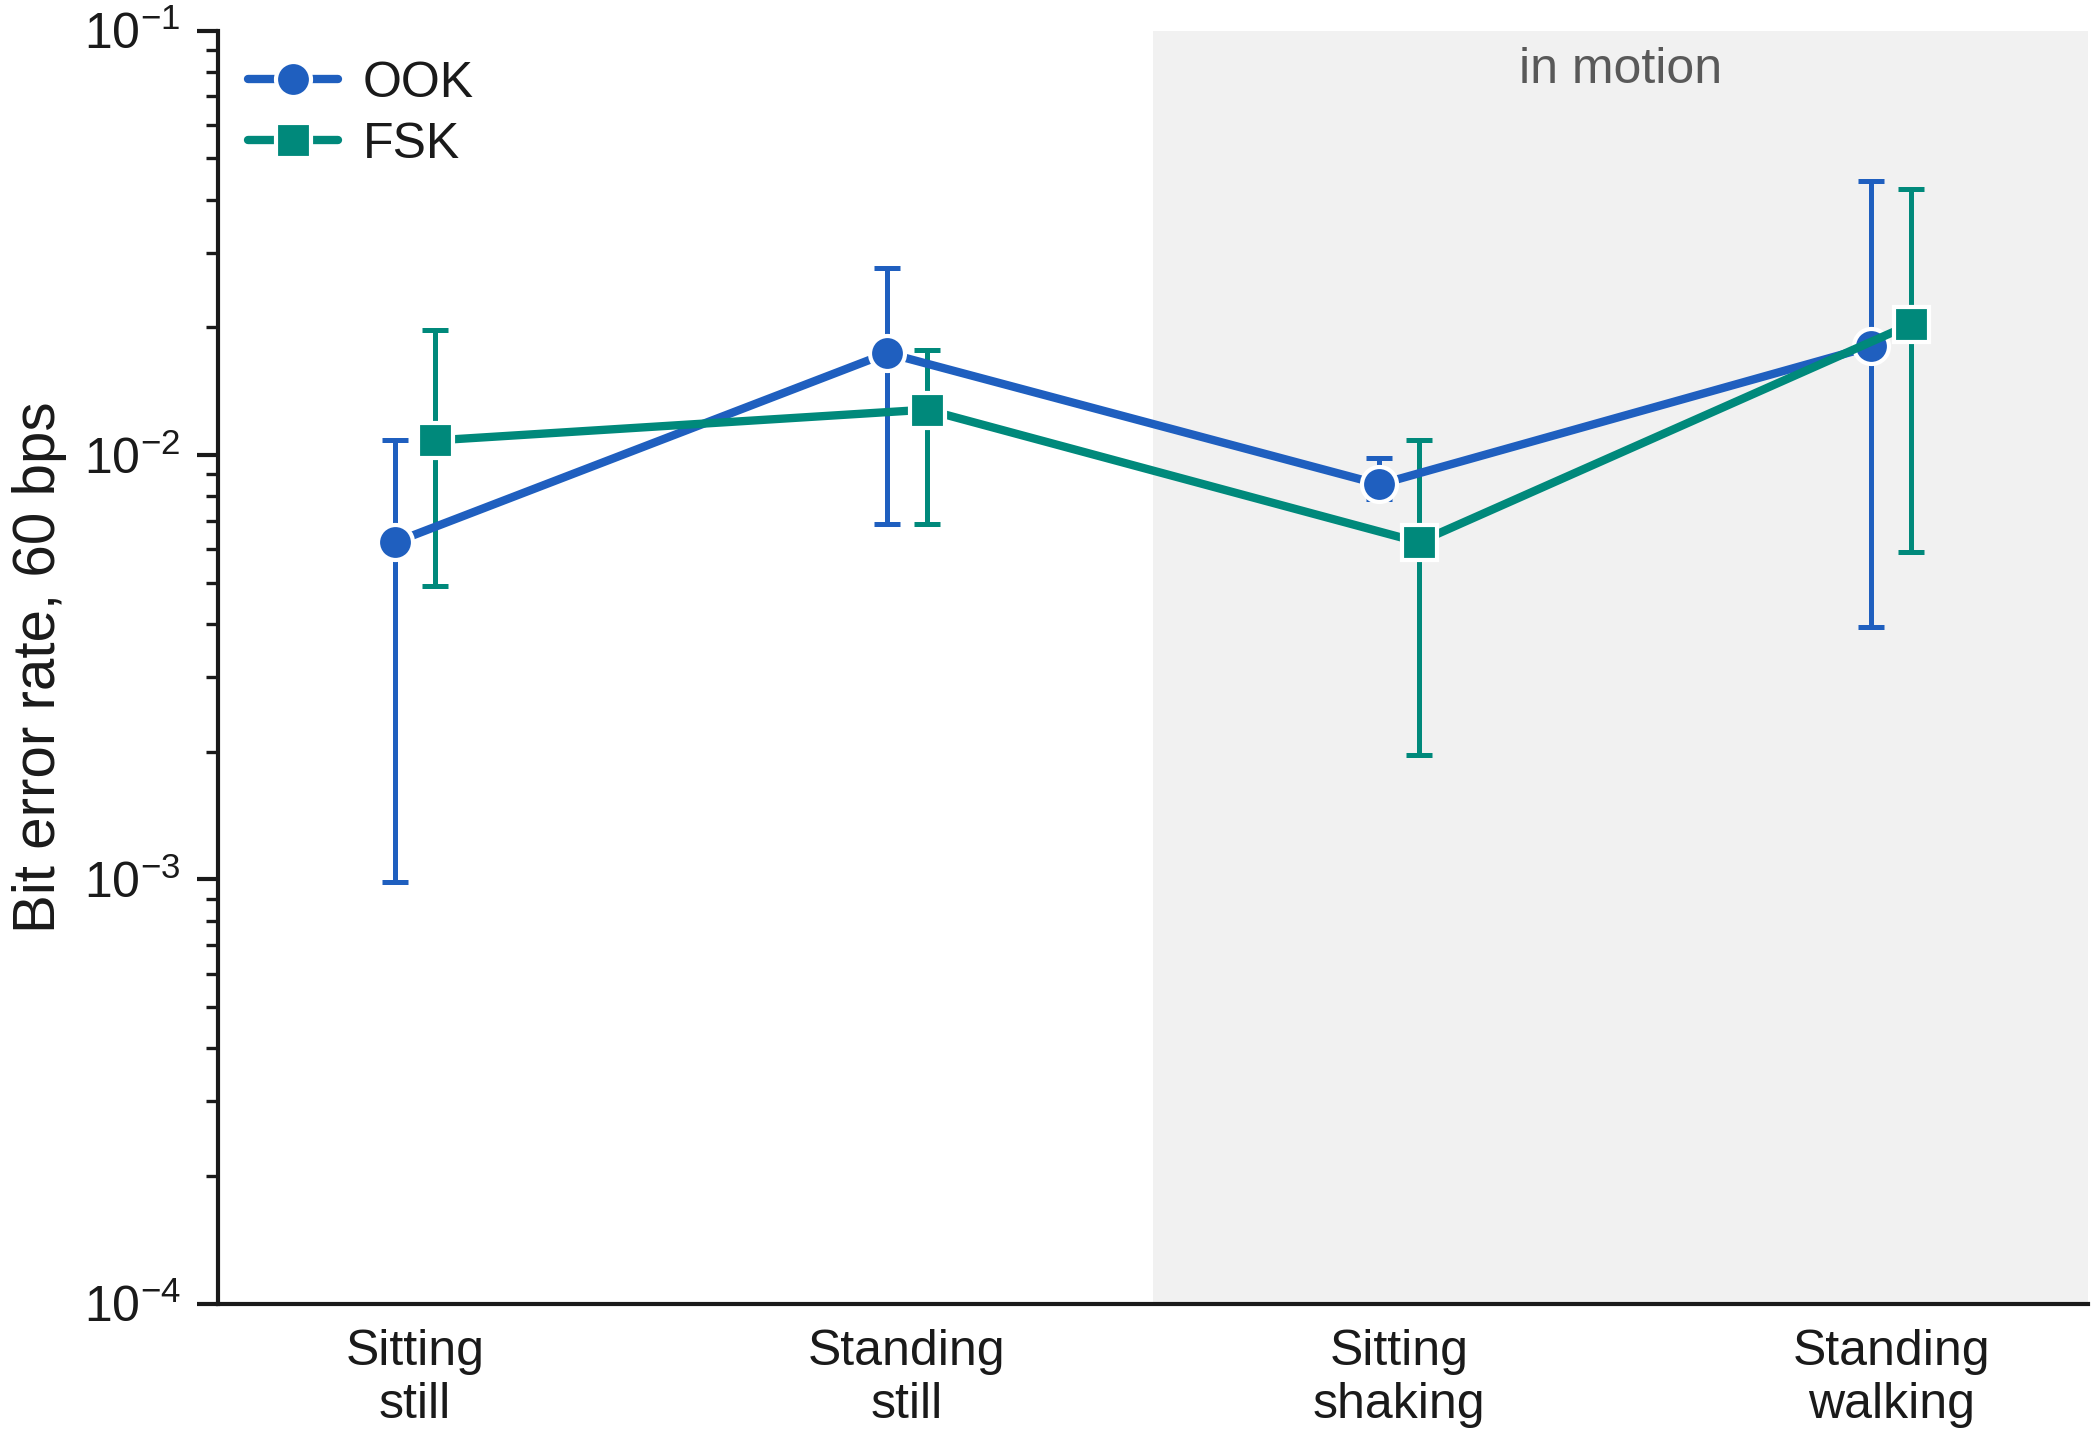 10⁻¹
10⁻²
10⁻³
10⁻⁴
Bit error rate, 60 bps
OOK
FSK
in motion
Sitting
still
Standing
still
Sitting
shaking
Standing
walking